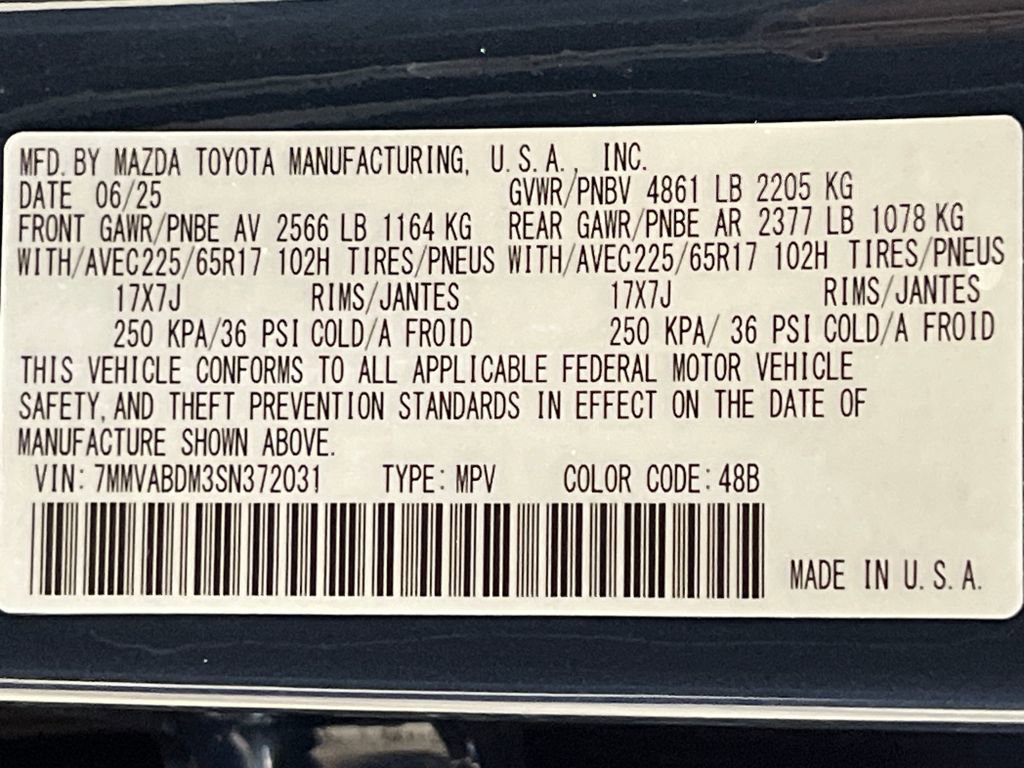 MFD. BY MAZDA TOYOTA MANUFACTURING, U.S.A., INC.
DATE 06/25 GVWR/PNBV 4861 LB 2205 KG
FRONT GAWR/PNBE AV 2566 LB 1164 KG REAR GAWR/PNBE AR 2377 LB 1078 KG
WITH/AVEC225/65R17 102H TIRES/PNEUS WITH/AVEC225/65R17 102H TIRES/PNEUS
17X7J RIMS/JANTES 17X7J RIMS/JANTES
250 KPA/36 PSI COLD/A FROID 250 KPA/ 36 PSI COLD/A FROID
THIS VEHICLE CONFORMS TO ALL APPLICABLE FEDERAL MOTOR VEHICLE
SAFETY, AND THEFT PREVENTION STANDARDS IN EFFECT ON THE DATE OF
MANUFACTURE SHOWN ABOVE.
VIN: 7MMVABDM3SN372031 TYPE: MPV COLOR CODE: 48B
MADE IN U.S.A.